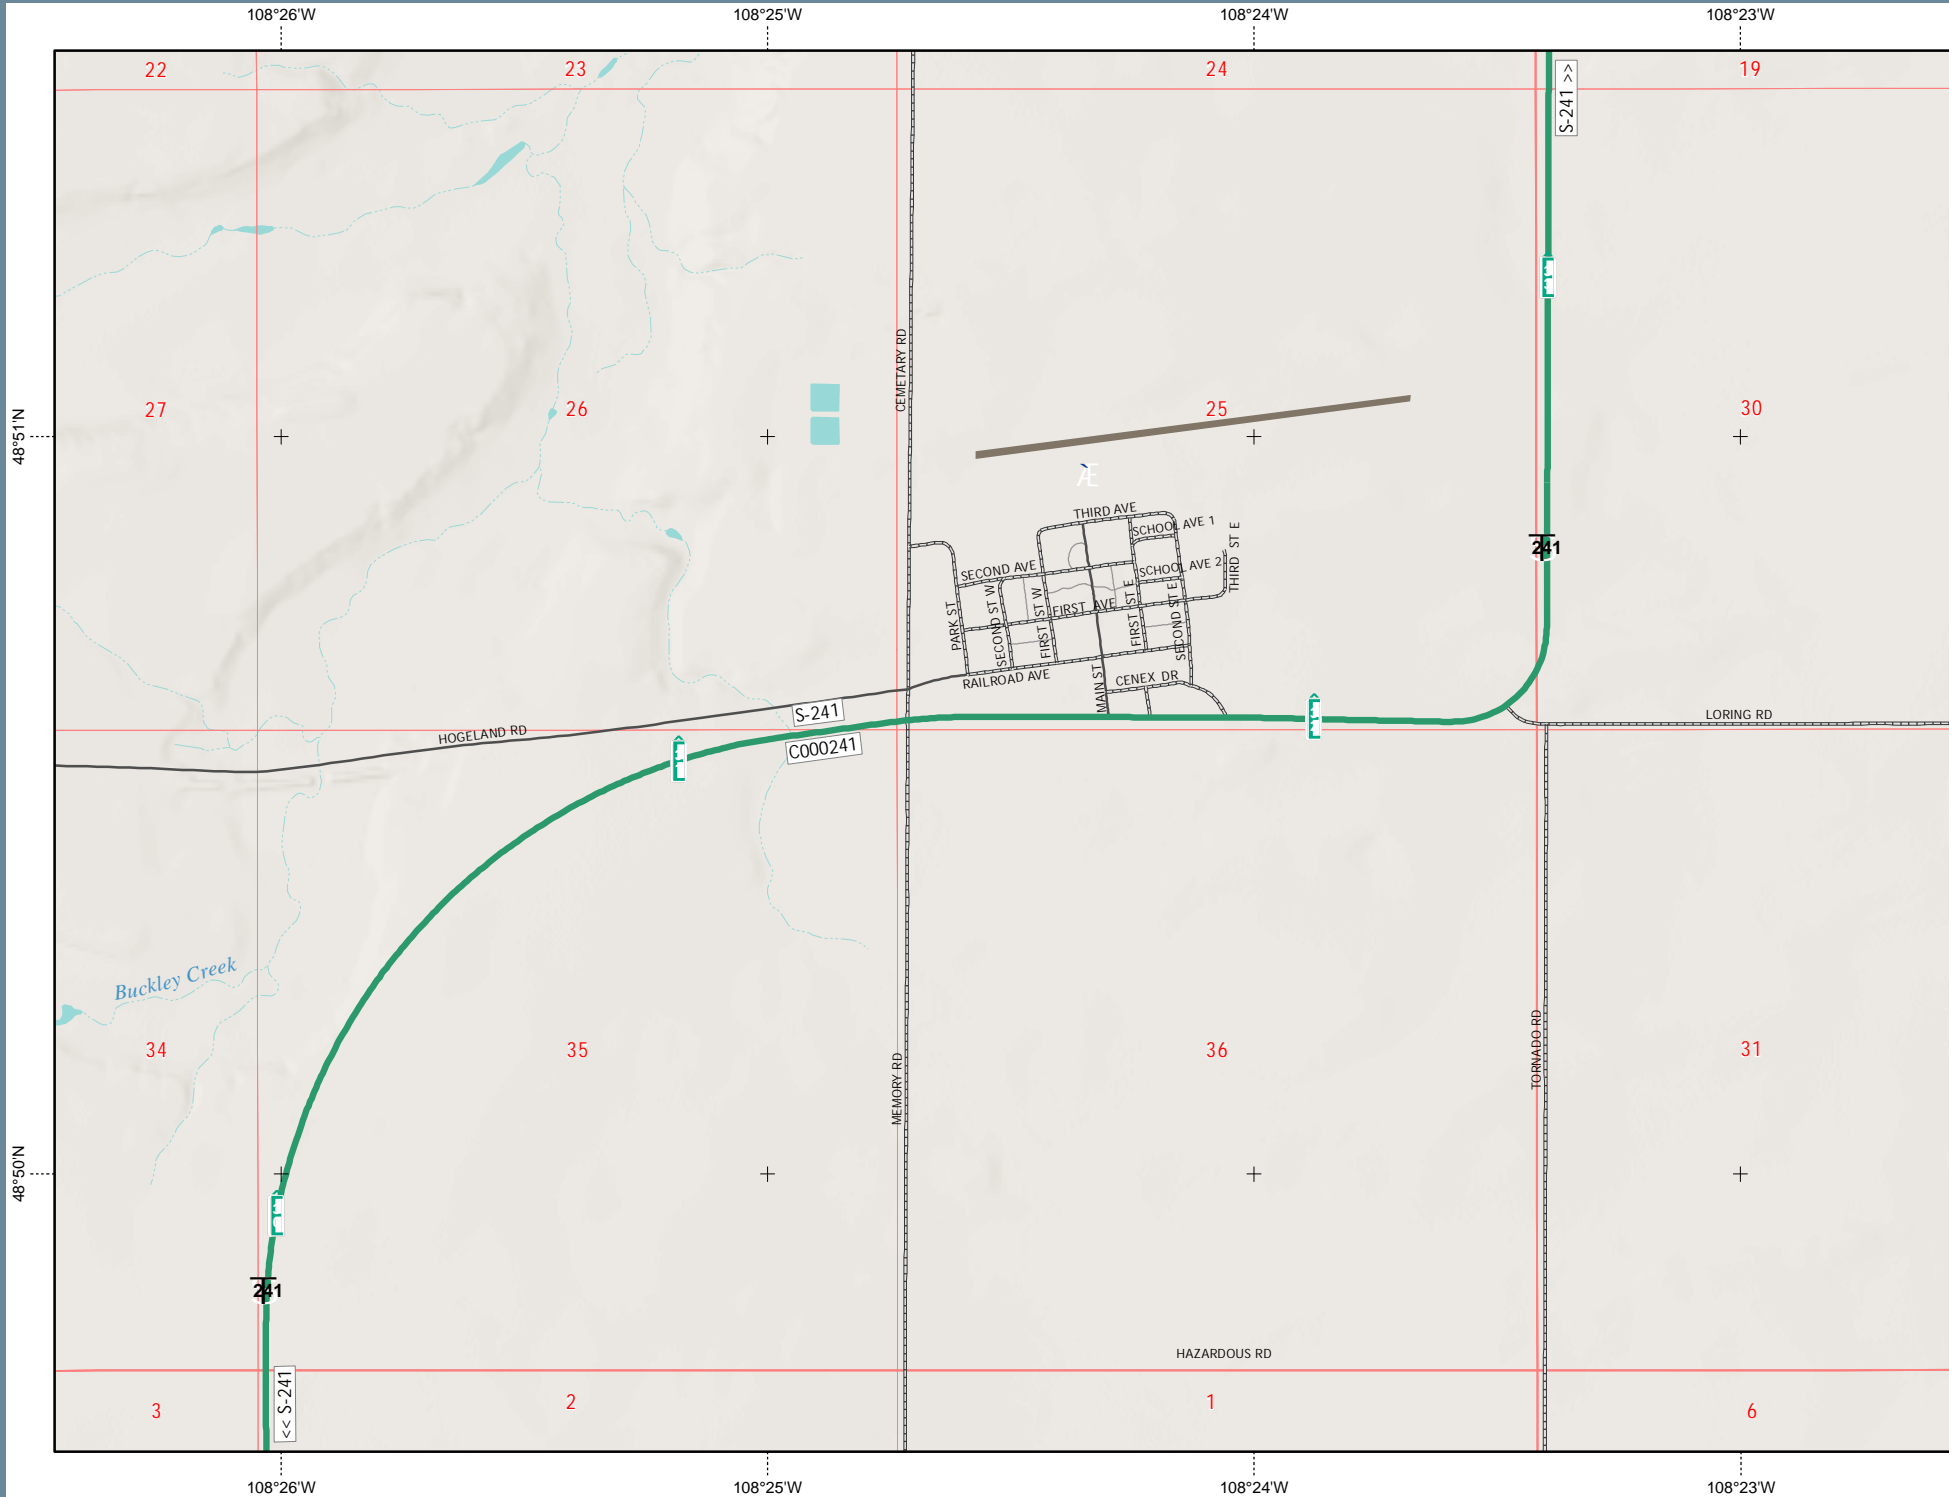 108°26'W
108°25'W
108°24'W
108°23'W
22
23
24
19
S-241 >>
CEMETARY RD
27
26
25
30
48°51'N
Æ
THIRD AVE
SCHOOL AVE 1
THIRD ST E
SECOND AVE
SCHOOL AVE 2
PARK ST
SECOND ST W
FIRST ST W
FIRST AVE
FIRST ST E
SECOND ST E
241
RAILROAD AVE
MAIN ST
CENEX DR
S-241
C000241
HOGELAND RD
LORING RD
Buckley Creek
34
35
36
31
MEMORY RD
TORNADO RD
48°50'N
241
HAZARDOUS RD
<< S-241
3
2
1
6
108°26'W
108°25'W
108°24'W
108°23'W